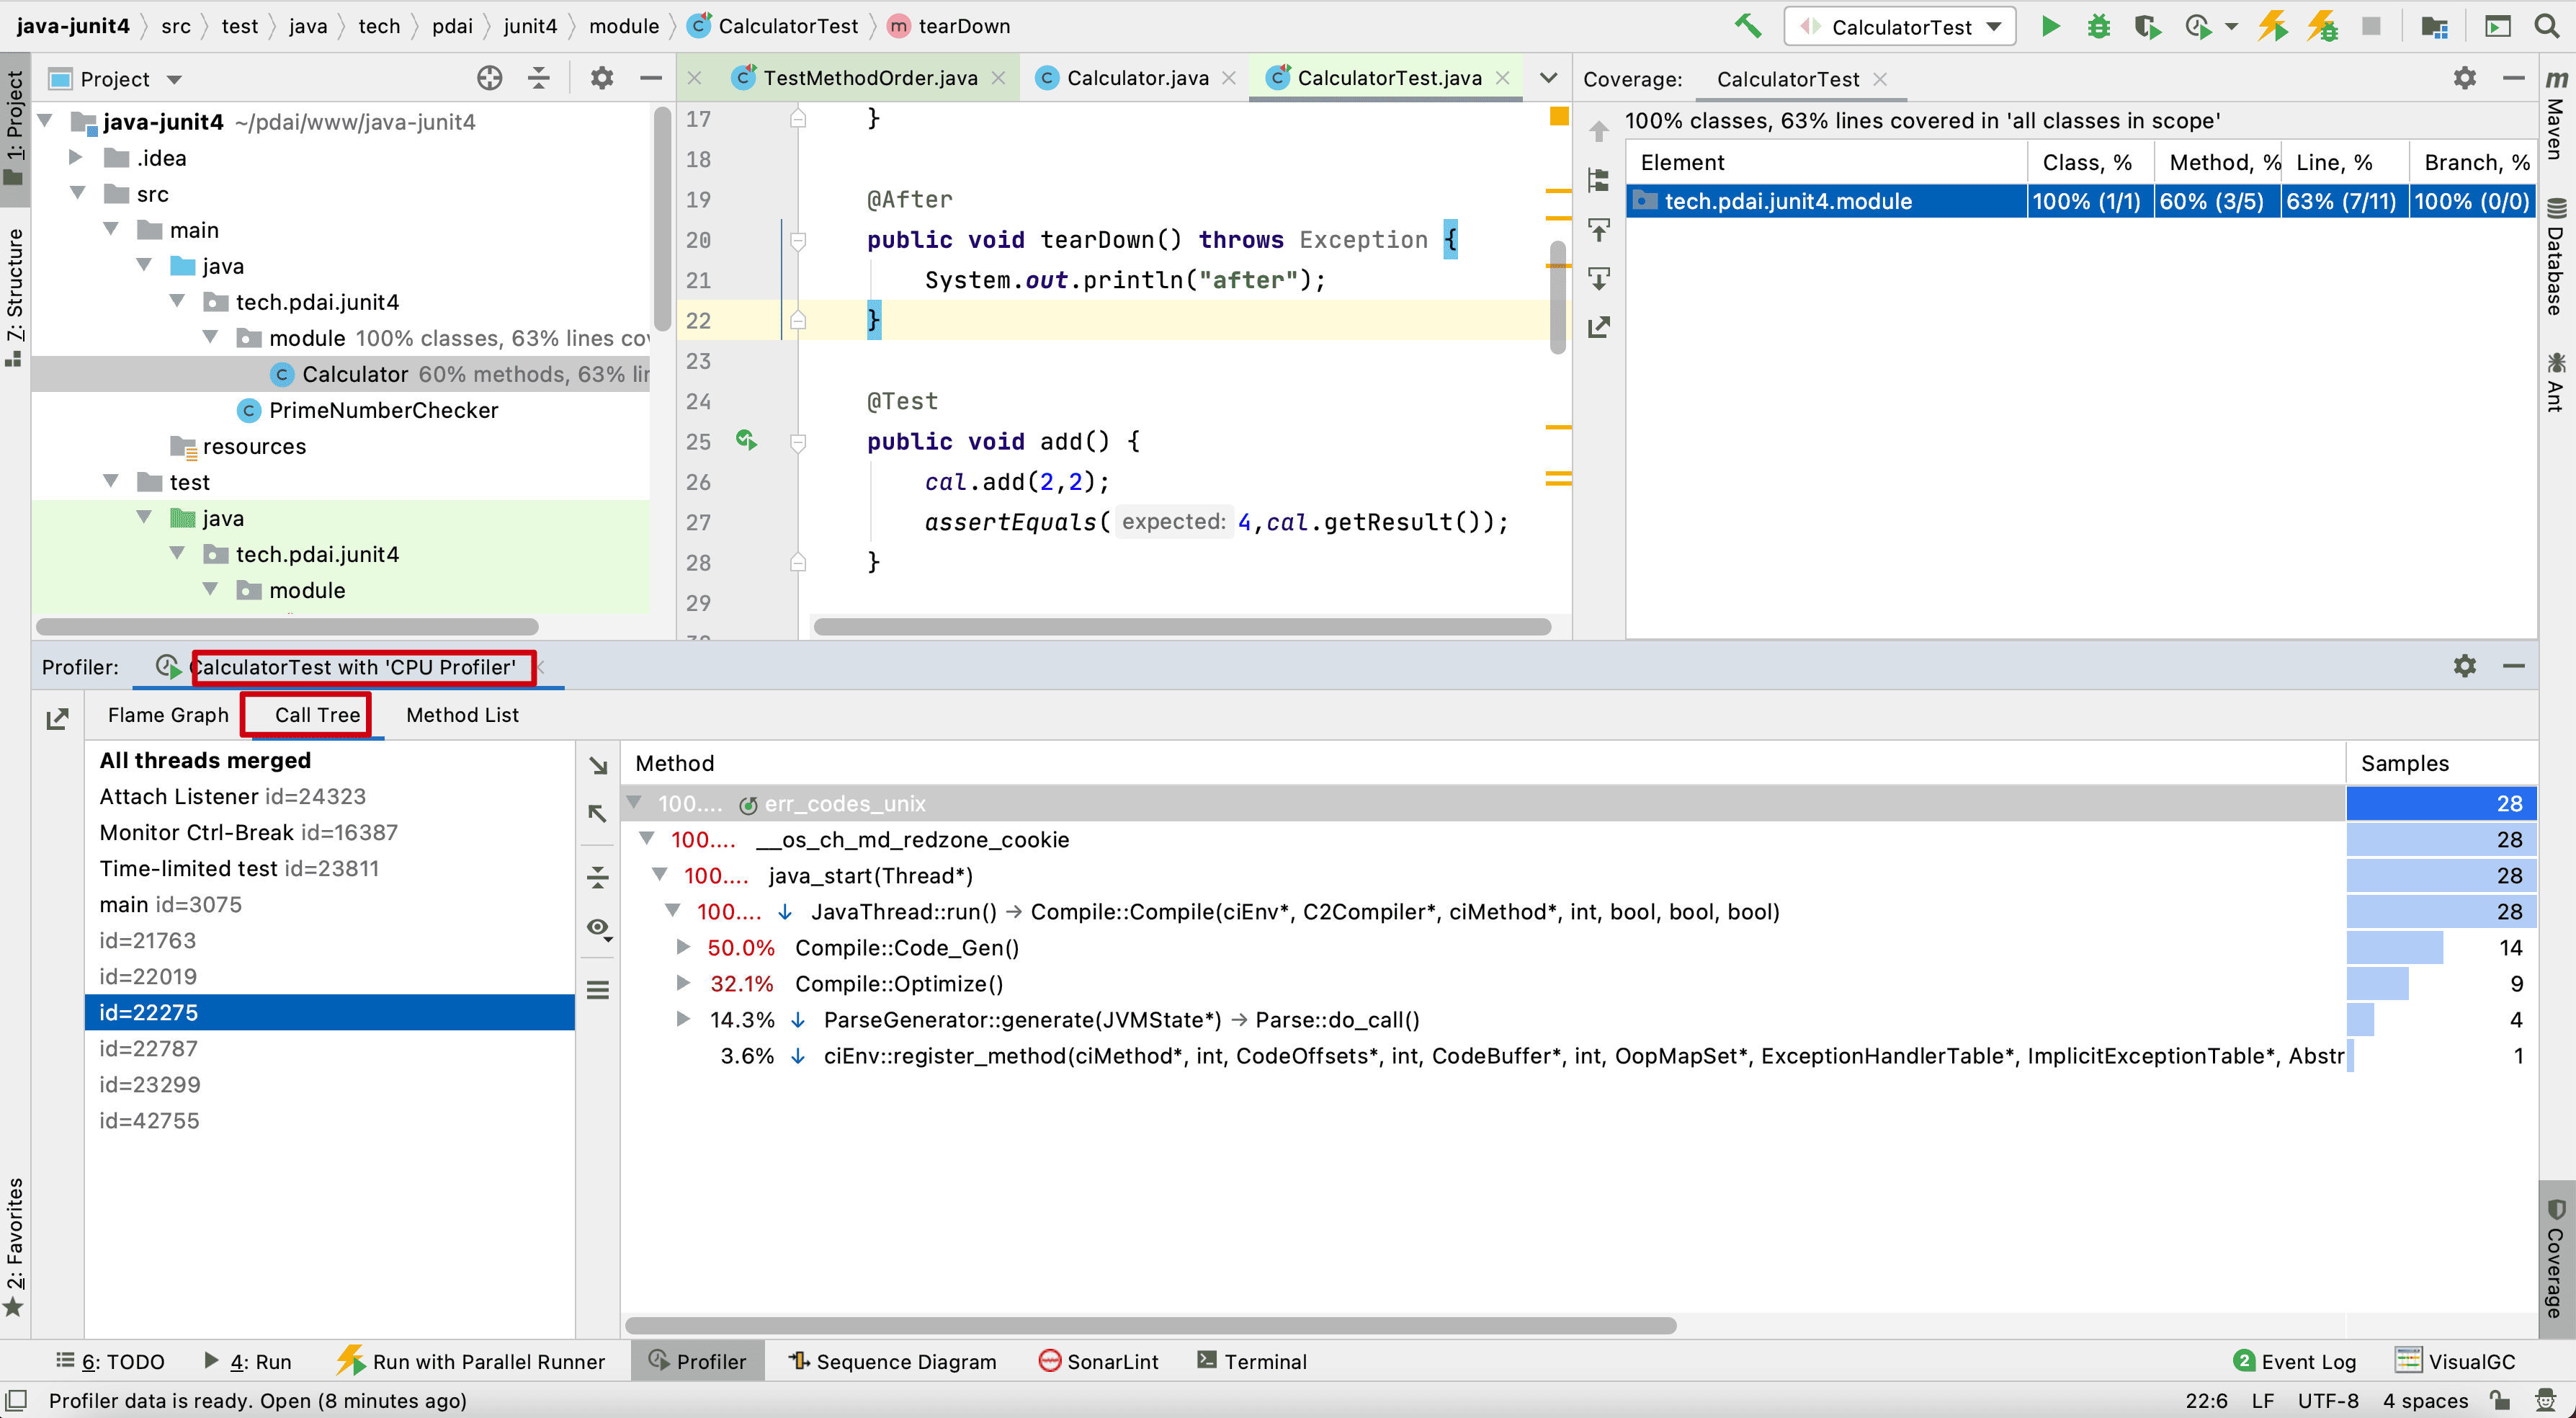 java-junit4 src test java tech pdai junit4 module CalculatorTest tearDown
CalculatorTest
1: Project
7: Structure
2: Favorites
Project
java-junit4 ~/pdai/www/java-junit4
.idea
src
main
java
tech.pdai.junit4
module 100% classes, 63% lines cov
Calculator 60% methods, 63% lin
PrimeNumberChecker
resources
test
java
tech.pdai.junit4
module
TestMethodOrder.java Calculator.java CalculatorTest.java
17 }
18
19 @After
20 public void tearDown() throws Exception {
21 System.out.println("after");
22 }
23
24 @Test
25 public void add() {
26 cal.add(2,2);
27 assertEquals( expected: 4,cal.getResult());
28 }
29
Coverage: CalculatorTest
100% classes, 63% lines covered in 'all classes in scope'
Element Class, % Method, % Line, % Branch, %
tech.pdai.junit4.module 100% (1/1) 60% (3/5) 63% (7/11) 100% (0/0)
Maven
Database
Ant
Coverage
Profiler: CalculatorTest with 'CPU Profiler'
Flame Graph Call Tree Method List
All threads merged
Attach Listener id=24323
Monitor Ctrl-Break id=16387
Time-limited test id=23811
main id=3075
id=21763
id=22019
id=22275
id=22787
id=23299
id=42755
Method Samples
100.... err_codes_unix 28
100.... __os_ch_md_redzone_cookie 28
100.... java_start(Thread*) 28
100.... ↓ JavaThread::run() → Compile::Compile(ciEnv*, C2Compiler*, ciMethod*, int, bool, bool, bool) 28
50.0% Compile::Code_Gen() 14
32.1% Compile::Optimize() 9
14.3% ↓ ParseGenerator::generate(JVMState*) → Parse::do_call() 4
3.6% ↓ ciEnv::register_method(ciMethod*, int, CodeOffsets*, int, CodeBuffer*, int, OopMapSet*, ExceptionHandlerTable*, ImplicitExceptionTable*, Abstr 1
6: TODO 4: Run Run with Parallel Runner Profiler Sequence Diagram SonarLint Terminal 2 Event Log VisualGC
Profiler data is ready. Open (8 minutes ago) 22:6 LF UTF-8 4 spaces